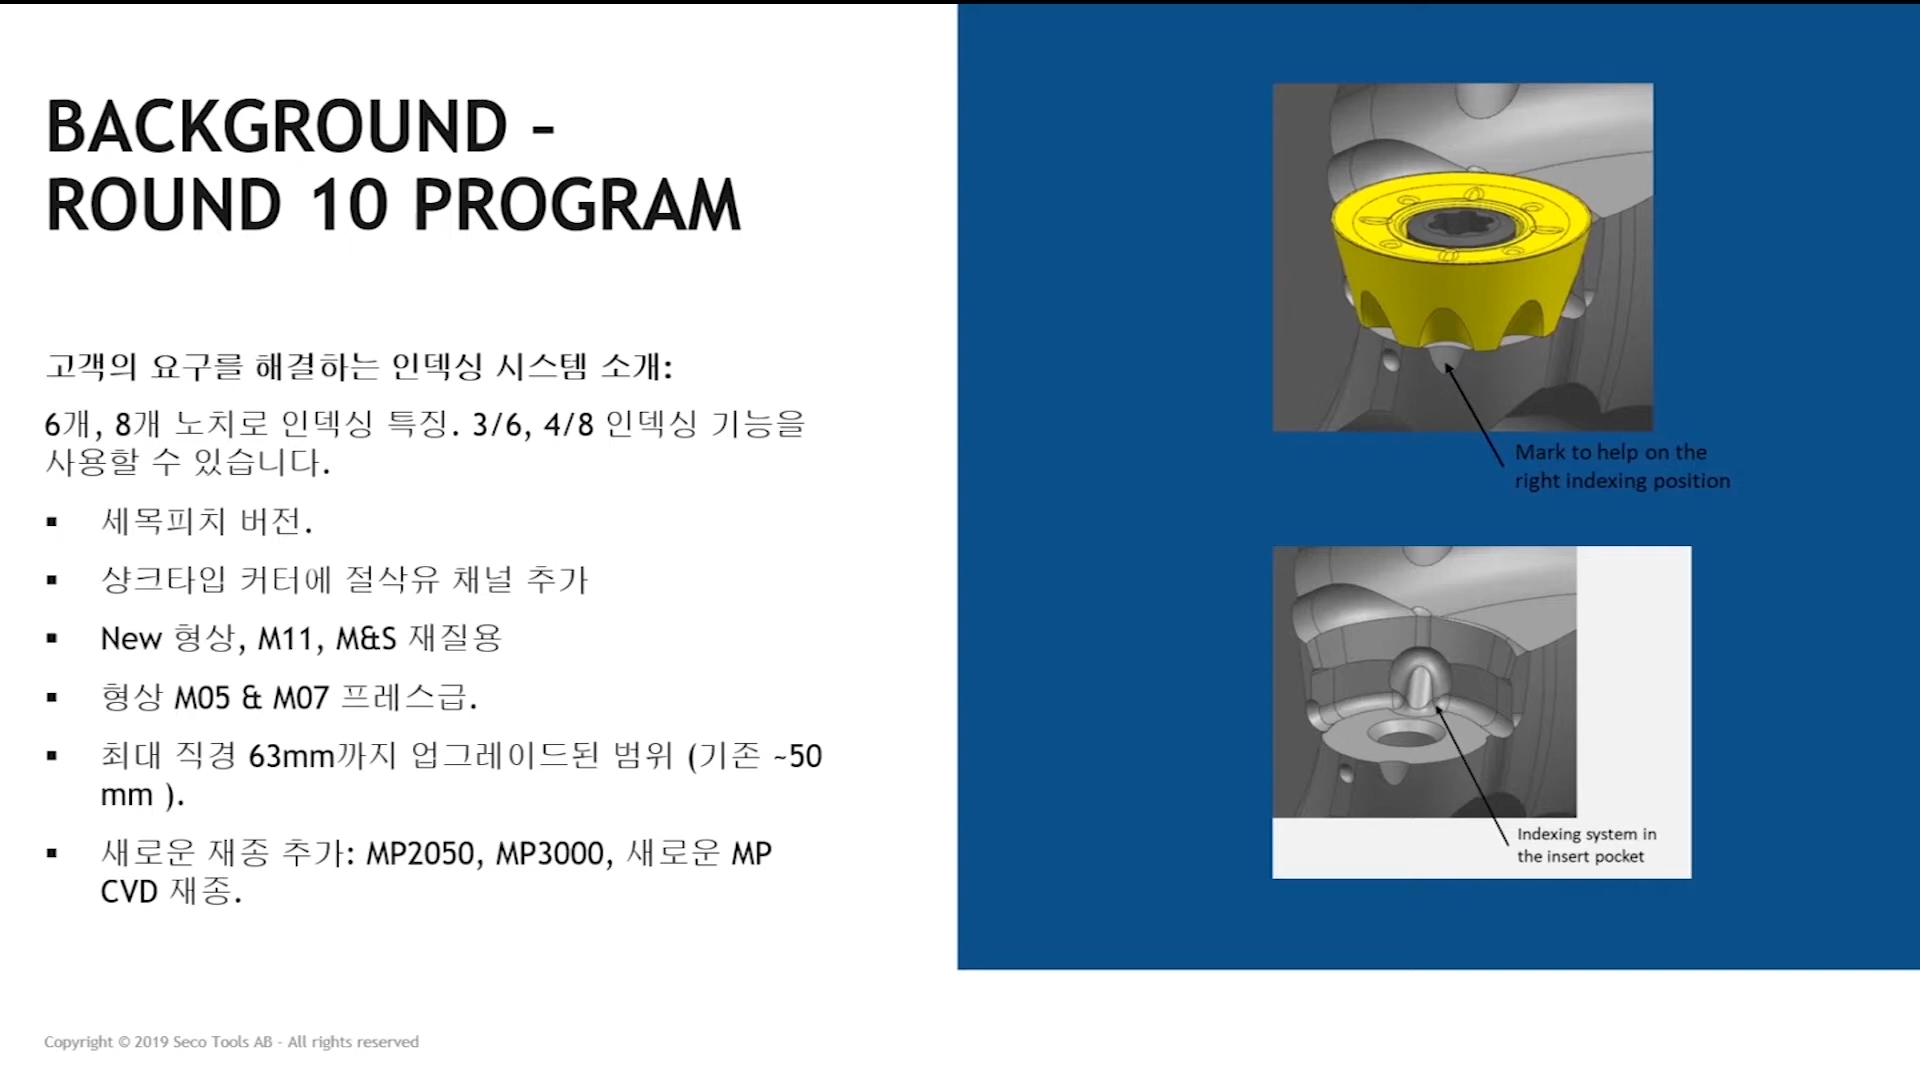 BACKGROUND –
ROUND 10 PROGRAM
고객의 요구를 해결하는 인덱싱 시스템 소개:
6개, 8개 노치로 인덱싱 특징. 3/6, 4/8 인덱싱 기능을
사용할 수 있습니다.
▪ 세목피치 버전.
▪ 샹크타입 커터에 절삭유 채널 추가
▪ New 형상, M11, M&S 재질용
▪ 형상 M05 & M07 프레스급.
▪ 최대 직경 63mm까지 업그레이드된 범위 (기존 ~50
mm ).
▪ 새로운 재종 추가: MP2050, MP3000, 새로운 MP
CVD 재종.
Mark to help on the
right indexing position
Indexing system in
the insert pocket
Copyright © 2019 Seco Tools AB - All rights reserved